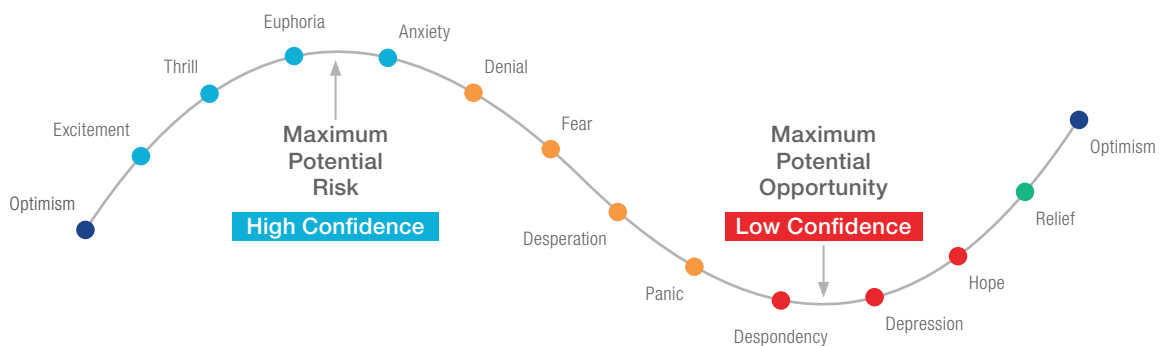 Optimism
Excitement
Thrill
Euphoria
Anxiety
Denial
Fear
Desperation
Panic
Despondency
Depression
Hope
Relief
Optimism
Maximum
Potential
Risk
High Confidence
Maximum
Potential
Opportunity
Low Confidence